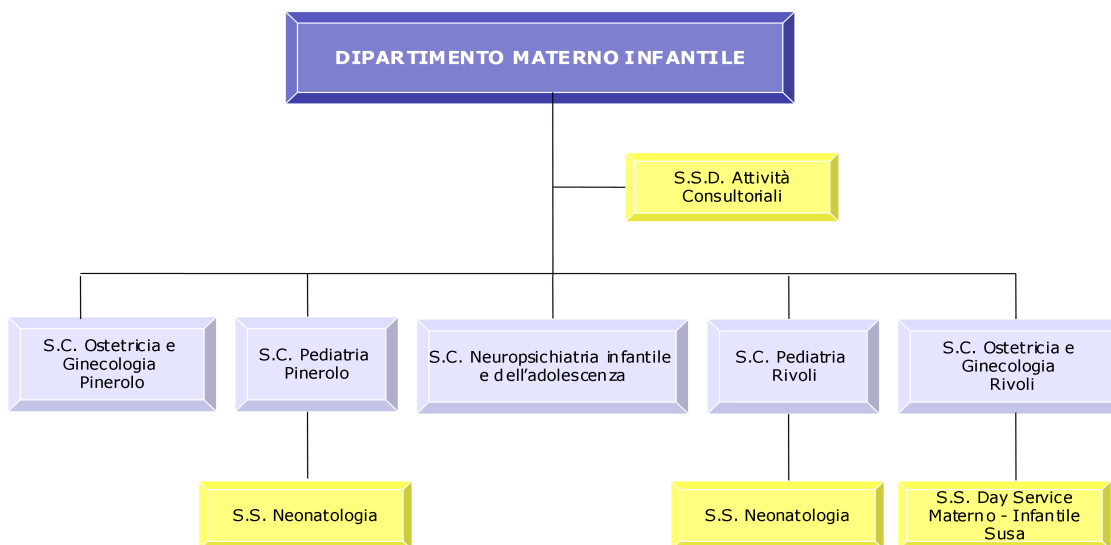 DIPARTIMENTO MATERNO INFANTILE
S.S.D. Attività
Consultoriali
S.C. Ostetricia e
Ginecologia
Pinerolo
S.C. Pediatria
Pinerolo
S.C. Neuropsichiatria infantile
e dell’adolescenza
S.C. Pediatria
Rivoli
S.C. Ostetricia e
Ginecologia
Rivoli
S.S. Neonatologia
S.S. Neonatologia
S.S. Day Service
Materno - Infantile
Susa